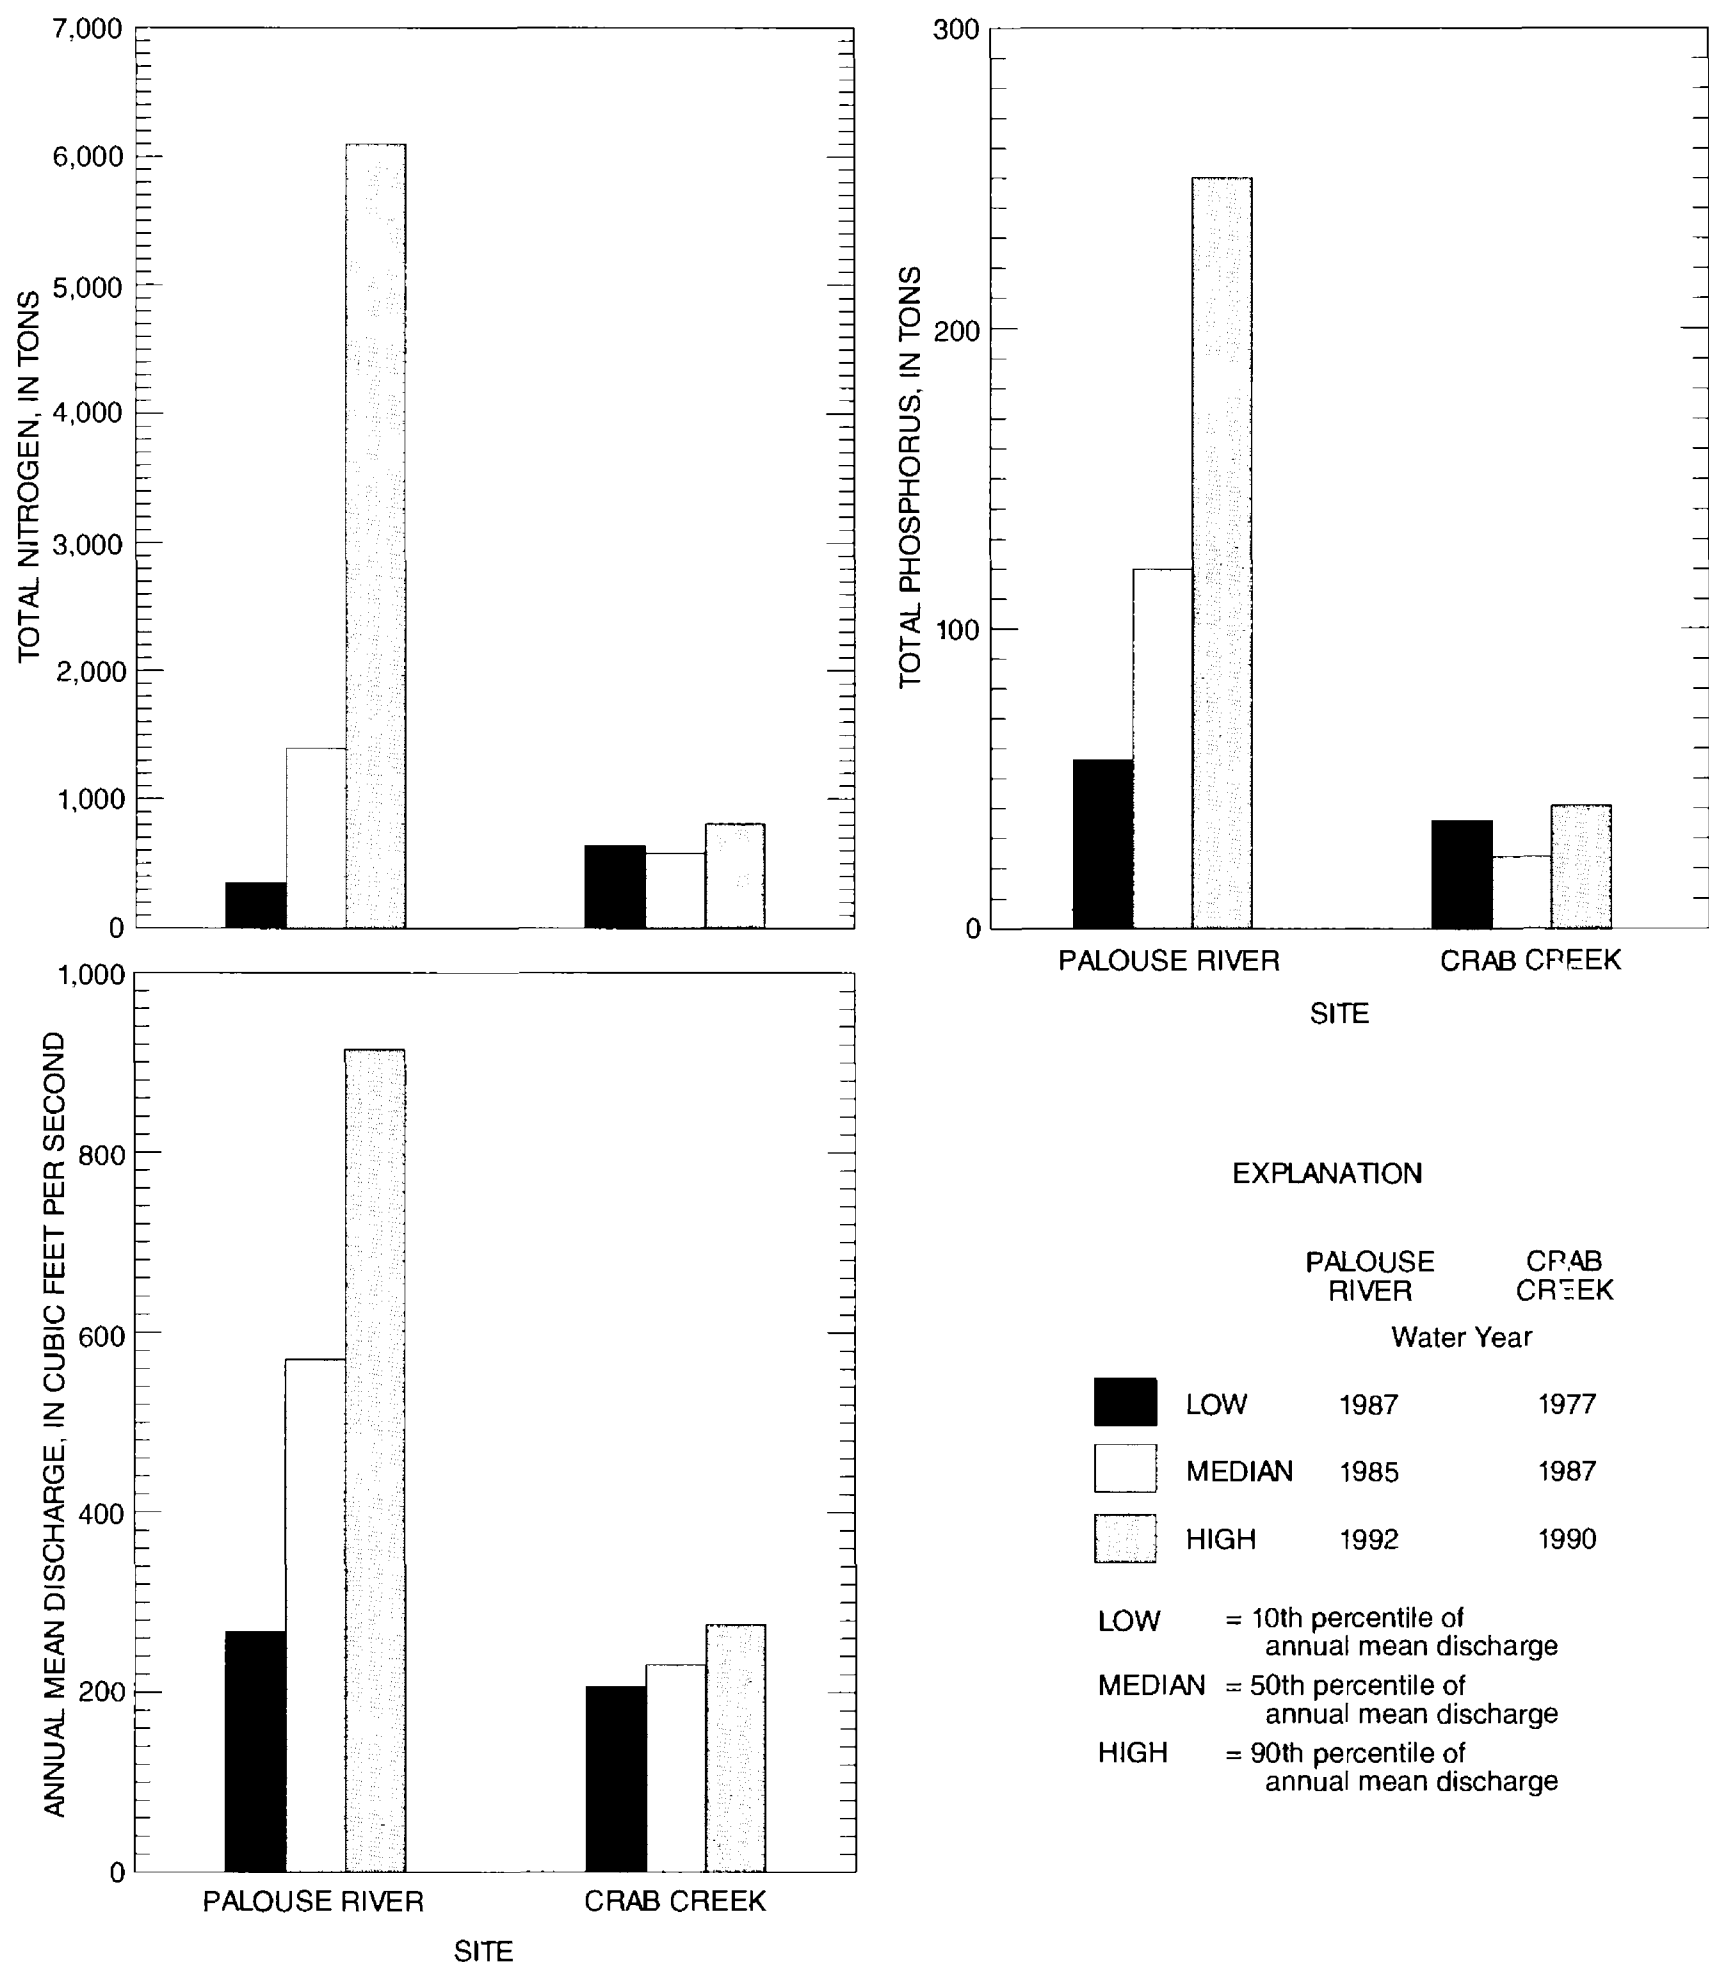 7,000
6,000
5,000
4,000
3,000
2,000
1,000
0
TOTAL NITROGEN, IN TONS
300
200
100
0
TOTAL PHOSPHORUS, IN TONS
PALOUSE RIVER CRAB CREEK
SITE
1,000
800
600
400
200
0
ANNUAL MEAN DISCHARGE, IN CUBIC FEET PER SECOND
PALOUSE RIVER CRAB CREEK
SITE
EXPLANATION
PALOUSE CRAB
RIVER CREEK
Water Year
LOW 1987 1977
MEDIAN 1985 1987
HIGH 1992 1990
LOW = 10th percentile of
annual mean discharge
MEDIAN = 50th percentile of
annual mean discharge
HIGH = 90th percentile of
annual mean discharge